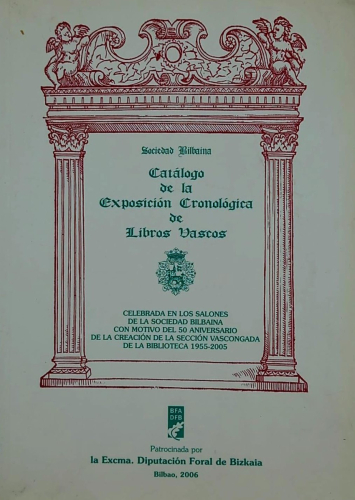 Sociedad Bilbaina
Catálogo
de la
Exposición Cronológica
de
Libros Vascos
CELEBRADA EN LOS SALONES
DE LA SOCIEDAD BILBAINA
CON MOTIVO DEL 50 ANIVERSARIO
DE LA CREACIÓN DE LA SECCIÓN VASCONGADA
DE LA BIBLIOTECA 1955-2005
BFA
DFB
Patrocinada por
la Excma. Diputación Foral de Bizkaia
Bilbao, 2006